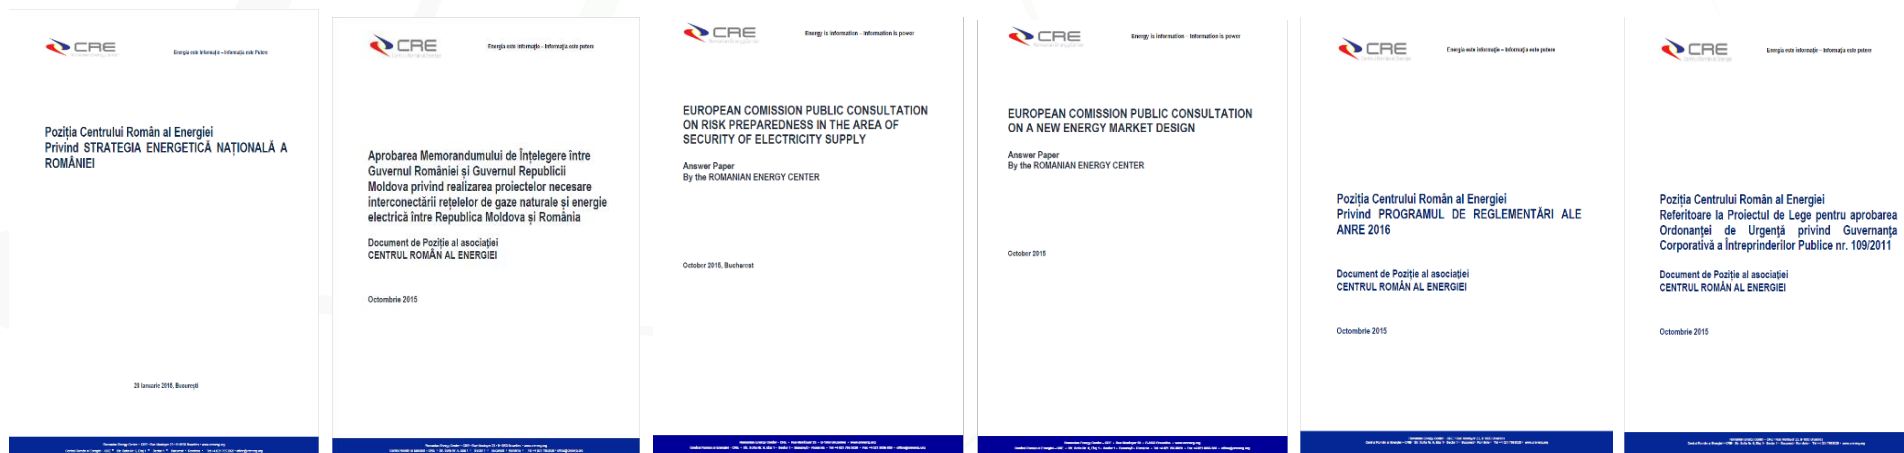 CRE
Energia este Informație – Informația este Putere
Poziția Centrului Român al Energiei
Privind STRATEGIA ENERGETICĂ NAȚIONALĂ A
ROMÂNIEI
București
CRE
Energia este informație - Informația este putere
Aprobarea Memorandumului de Înțelegere între
Guvernul României și Guvernul Republicii
Moldova privind realizarea proiectelor necesare
interconectării rețelelor de gaze naturale și energie
electrică între Republica Moldova și România
Document de Poziție al asociației
CENTRUL ROMÂN AL ENERGIEI
Octombrie 2015
CRE
Energy is information - Information is power
EUROPEAN COMISSION PUBLIC CONSULTATION
ON RISK PREPAREDNESS IN THE AREA OF
SECURITY OF ELECTRICITY SUPPLY
Answer Paper
By the ROMANIAN ENERGY CENTER
October 2015, Bucharest
CRE
Energy is information - Information is power
EUROPEAN COMISSION PUBLIC CONSULTATION
ON A NEW ENERGY MARKET DESIGN
Answer Paper
By the ROMANIAN ENERGY CENTER
October 2015
CRE
Energia este informație – Informația este putere
Poziția Centrului Român al Energiei
Privind PROGRAMUL DE REGLEMENTĂRI ALE
ANRE 2016
Document de Poziție al asociației
CENTRUL ROMÂN AL ENERGIEI
Octombrie 2015
CRE
Energia este informație – Informația este putere
Poziția Centrului Român al Energiei
Referitoare la Proiectul de Lege pentru aprobarea
Ordonanței de Urgență privind Guvernanța
Corporativă a Întreprinderilor Publice nr. 109/2011
Document de Poziție al asociației
CENTRUL ROMÂN AL ENERGIEI
Octombrie 2015